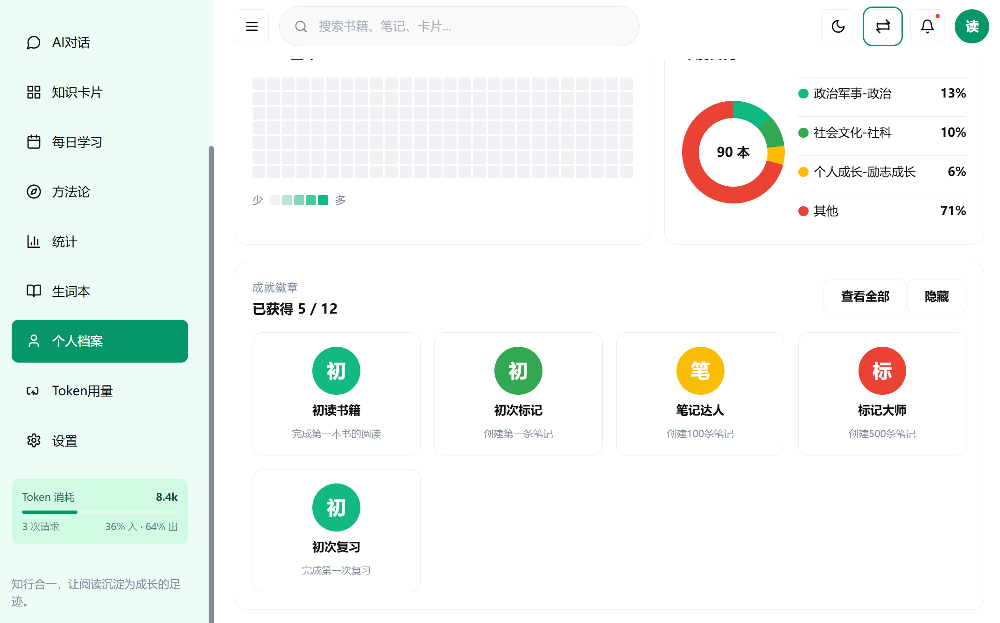 AI对话
知识卡片
每日学习
方法论
统计
生词本
个人档案
Token用量
设置
Token 消耗 8.4k
3 次请求 36% 入 · 64% 出
知行合一，让阅读沉淀为成长的足
迹。
搜索书籍、笔记、卡片...
读
少 多
90 本
政治军事-政治 13%
社会文化-社科 10%
个人成长-励志成长 6%
其他 71%
成就徽章
已获得 5 / 12
查看全部 隐藏
初
初读书籍
完成第一本书的阅读
初
初次标记
创建第一条笔记
笔
笔记达人
创建100条笔记
标
标记大师
创建500条笔记
初
初次复习
完成第一次复习